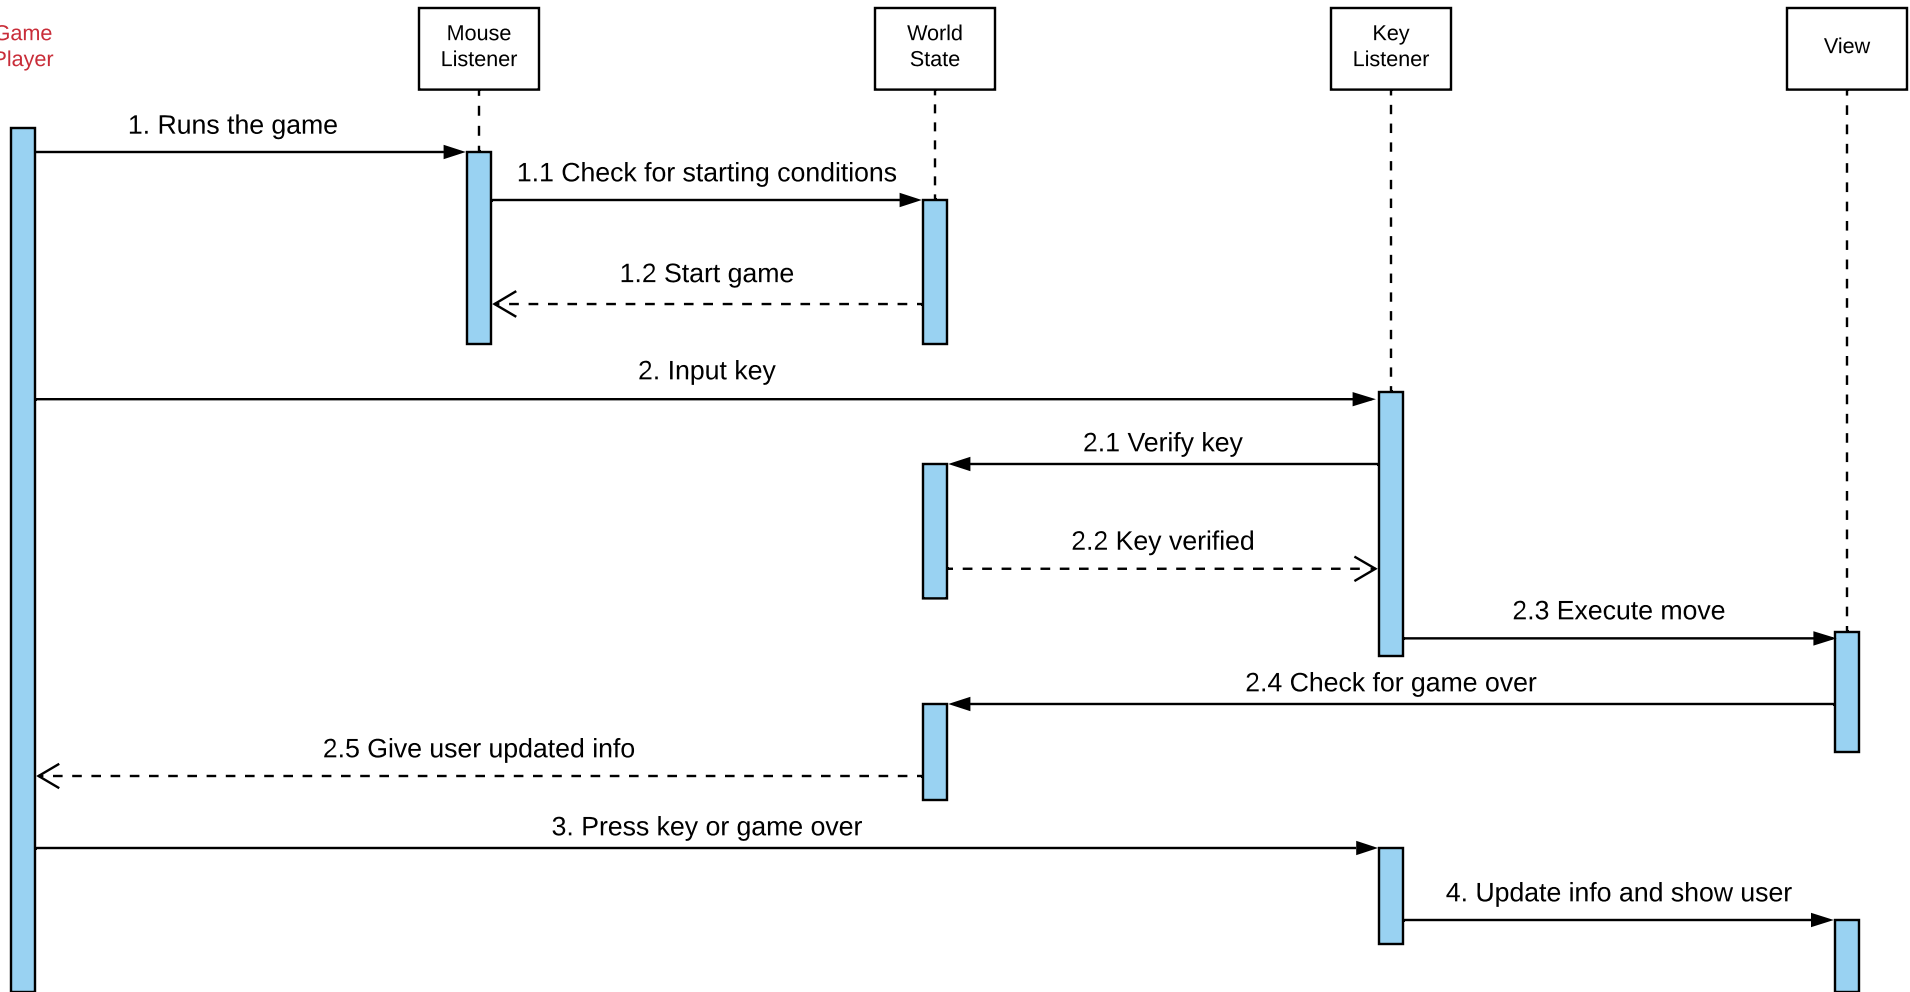 Game
Player
Mouse
Listener
World
State
Key
Listener
View
1. Runs the game
1.1 Check for starting conditions
1.2 Start game
2. Input key
2.1 Verify key
2.2 Key verified
2.3 Execute move
2.4 Check for game over
2.5 Give user updated info
3. Press key or game over
4. Update info and show user